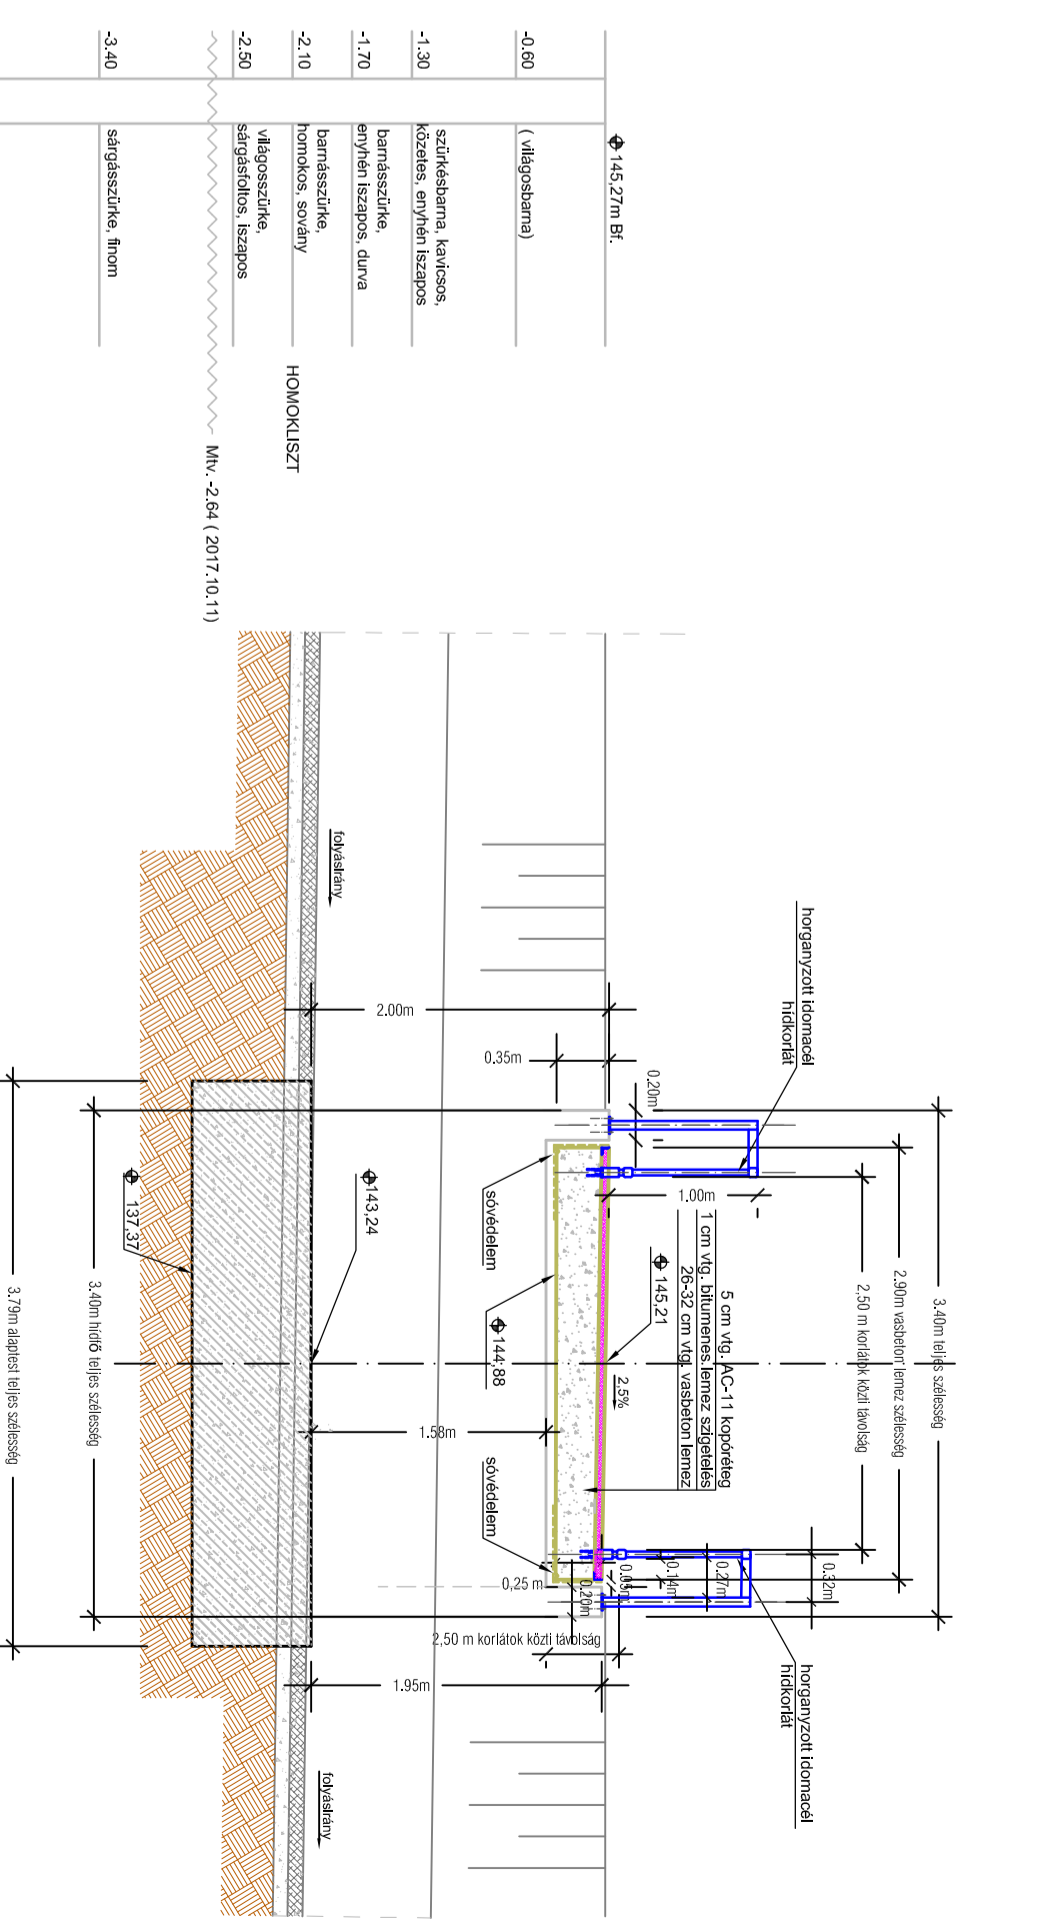 145,27m Bf.
-0.60
( világosbarna)
-1.30
szürkésbarna, kavicsos,
kőzetes, enyhén iszapos
-1.70
barnásszürke,
enyhén iszapos, durva
-2.10
barnásszürke,
homokos, sovány
HOMOKLISZT
-2.50
világosszürke,
sárgásfoltos, iszapos
Mtv. -2.64 ( 2017.10.11)
-3.40
sárgásszürke, finom
3.40m teljes szélesség
2.90m vasbeton lemez szélesség
2,50 m korlátok közti távolság
horganyzott idomacél
hídkorlát
horganyzott idomacél
hídkorlát
1.00m
0.20m
0.32m
0.27m
0.14m
0.05m
0.20m
0,25 m
5 cm vtg. AC-11 kopóréteg
1 cm vtg. bitumenes lemez szigetelés
26-32 cm vtg. vasbeton lemez
145,21
2,5%
2.00m
0.35m
sóvédelem
144,88
sóvédelem
1.58m
2,50 m korlátok közti távolság
1.95m
folyásirány
folyásirány
143,24
137,37
3.40m hídfő teljes szélesség
3.79m alaptest teljes szélesség